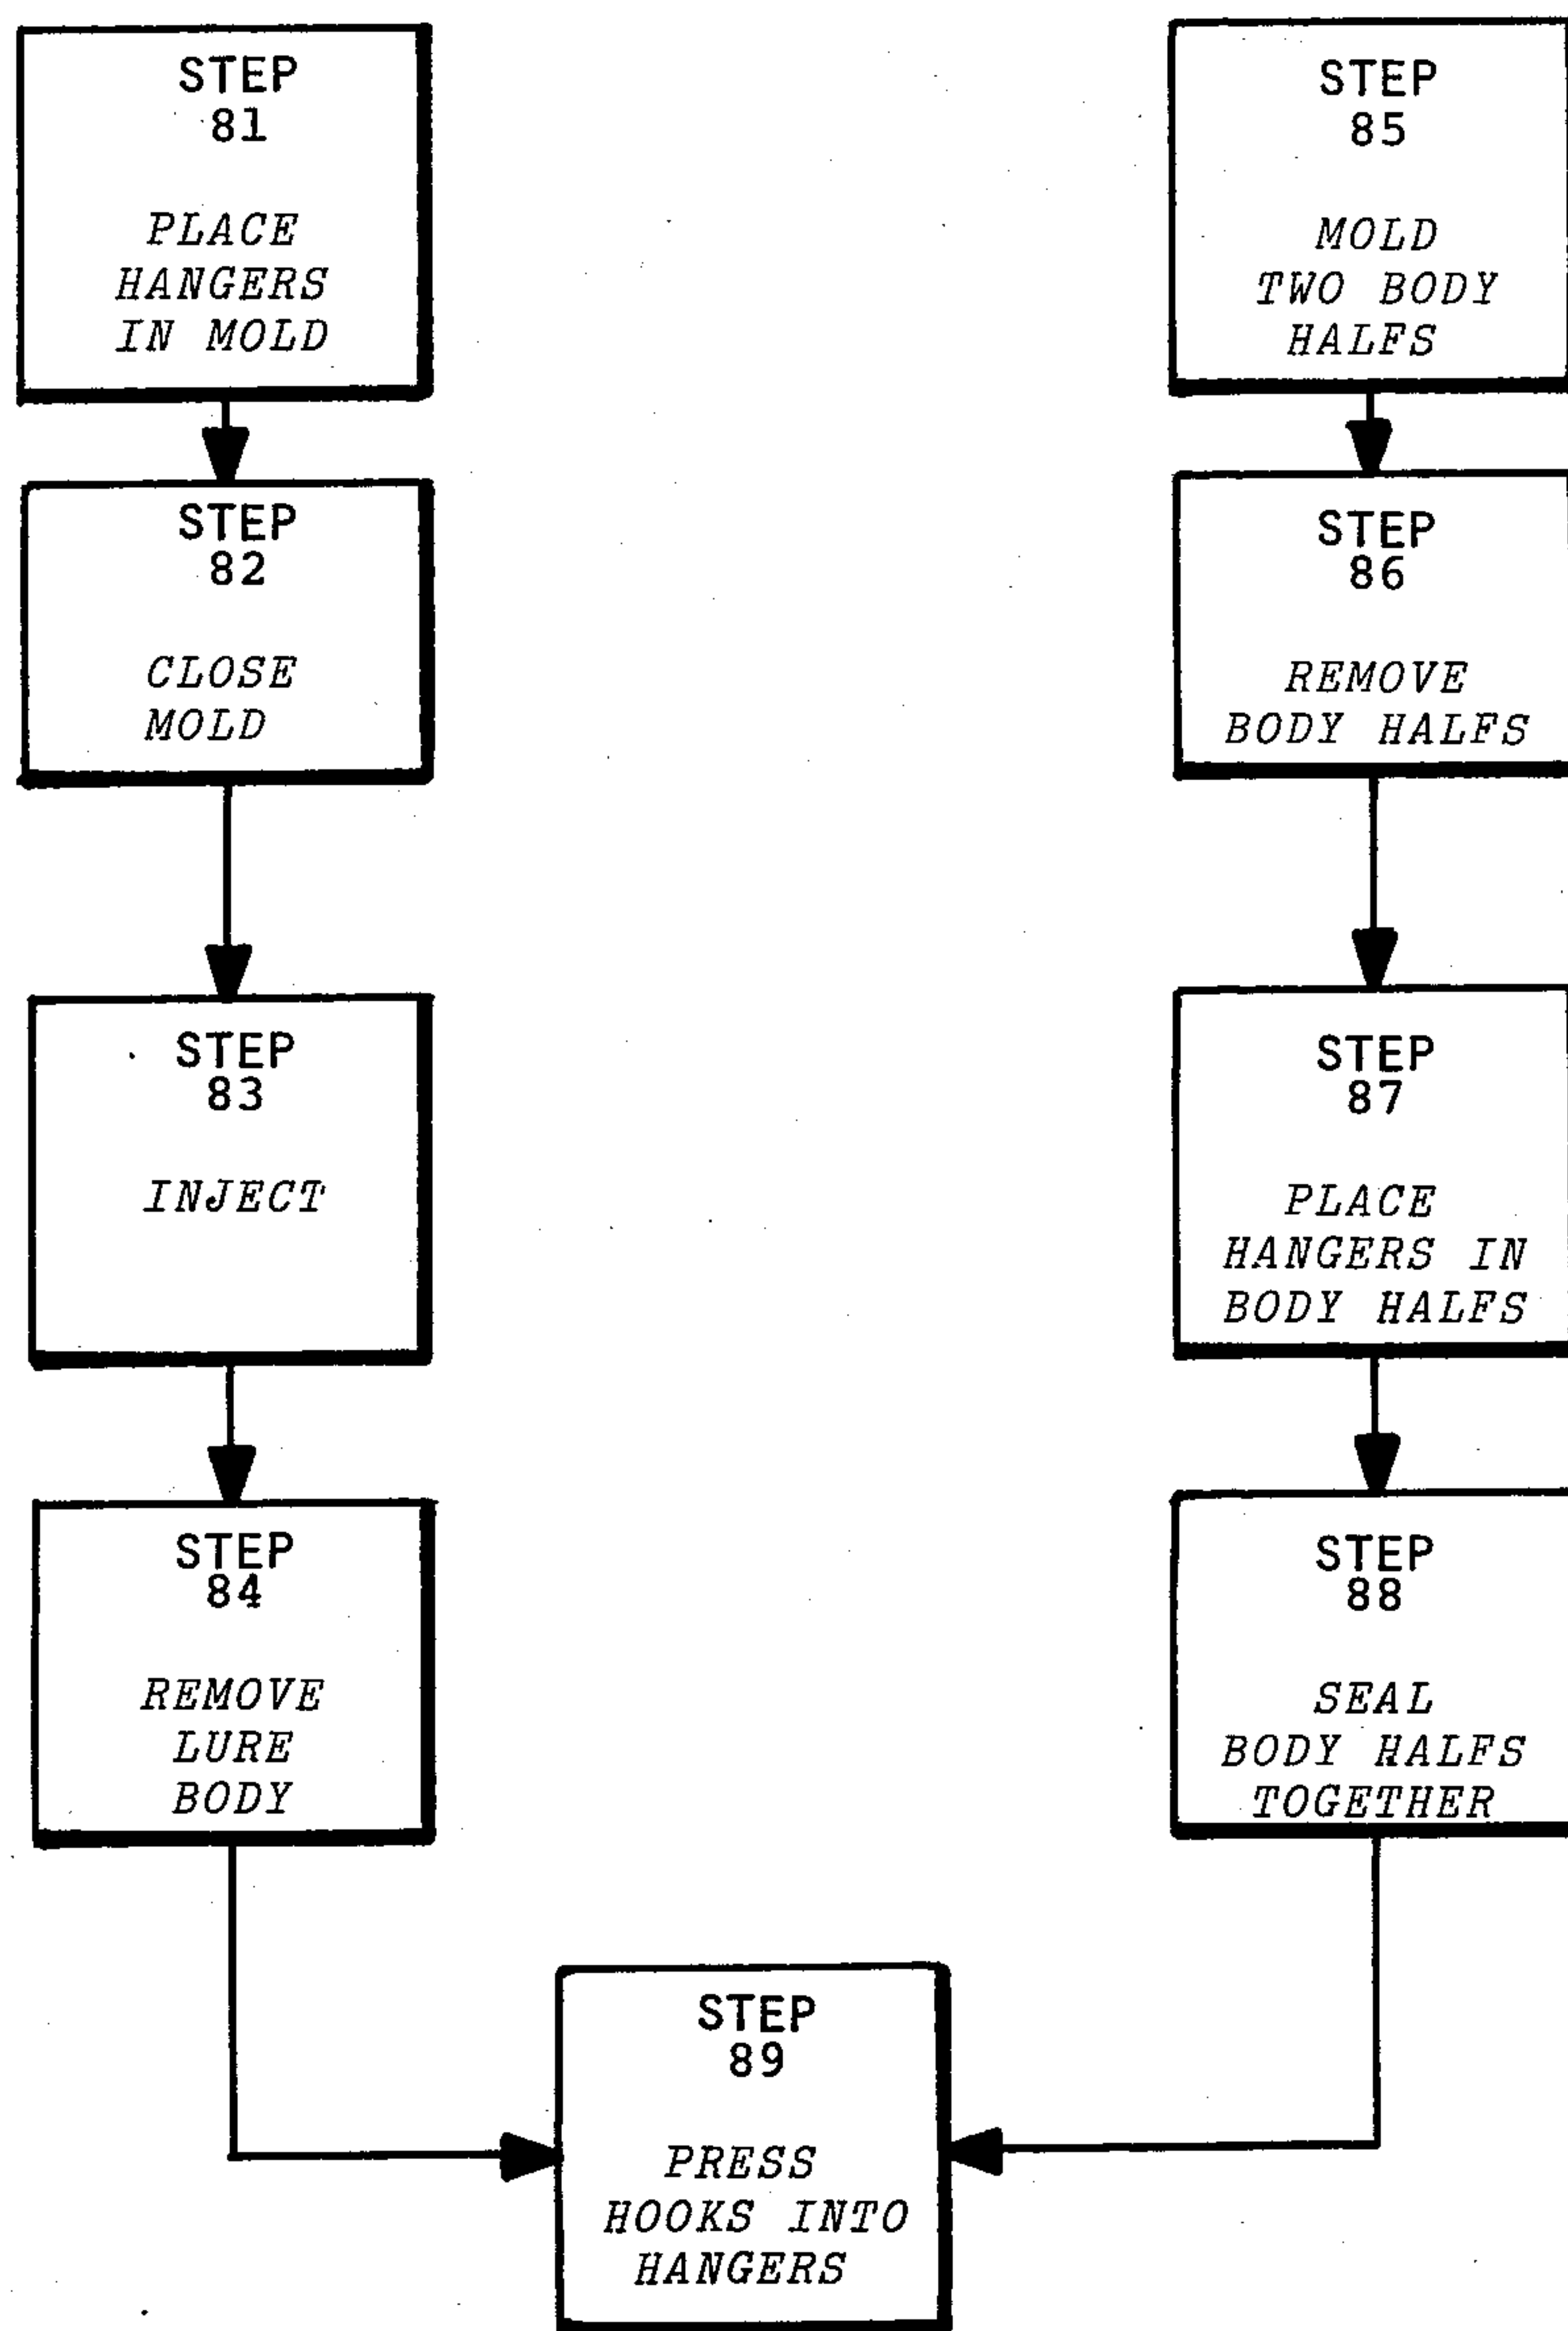 STEP
81
PLACE
HANGERS
IN MOLD
STEP
82
CLOSE
MOLD
STEP
83
INJECT
STEP
84
REMOVE
LURE
BODY
STEP
85
MOLD
TWO BODY
HALFS
STEP
86
REMOVE
BODY HALFS
STEP
87
PLACE
HANGERS IN
BODY HALFS
STEP
88
SEAL
BODY HALFS
TOGETHER
STEP
89
PRESS
HOOKS INTO
HANGERS